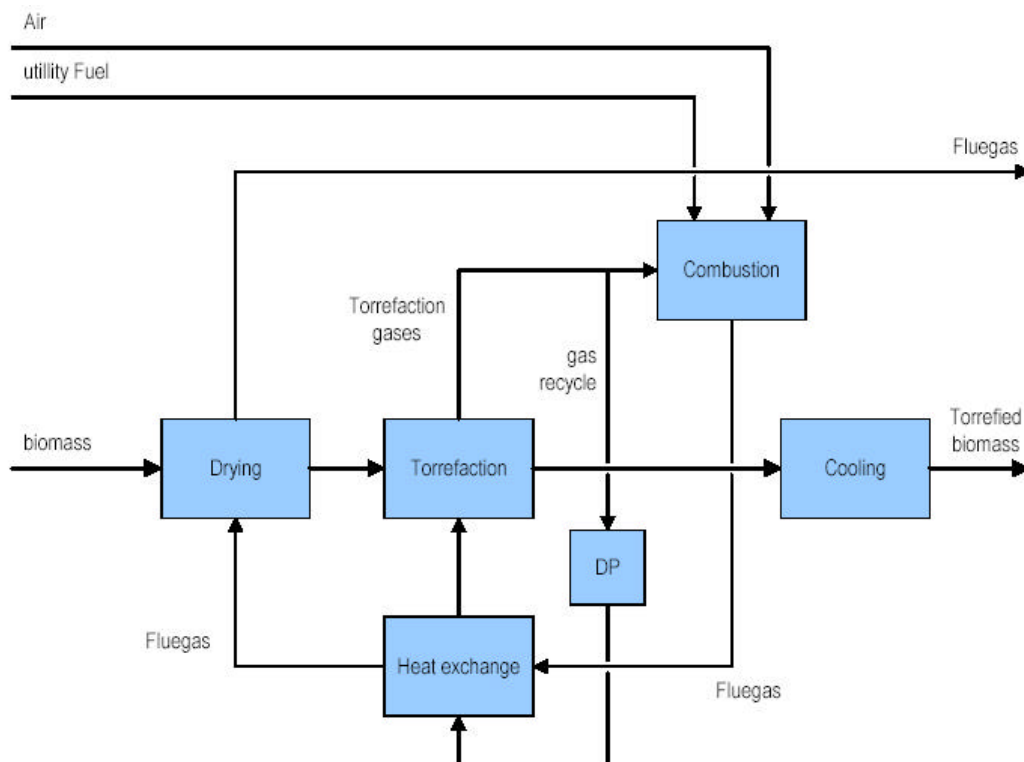 Air
utillity Fuel
Fluegas
Combustion
Torrefaction
gases
gas
recycle
biomass
Drying
Torrefaction
Cooling
Torrefied
biomass
DP
Fluegas
Heat exchange
Fluegas